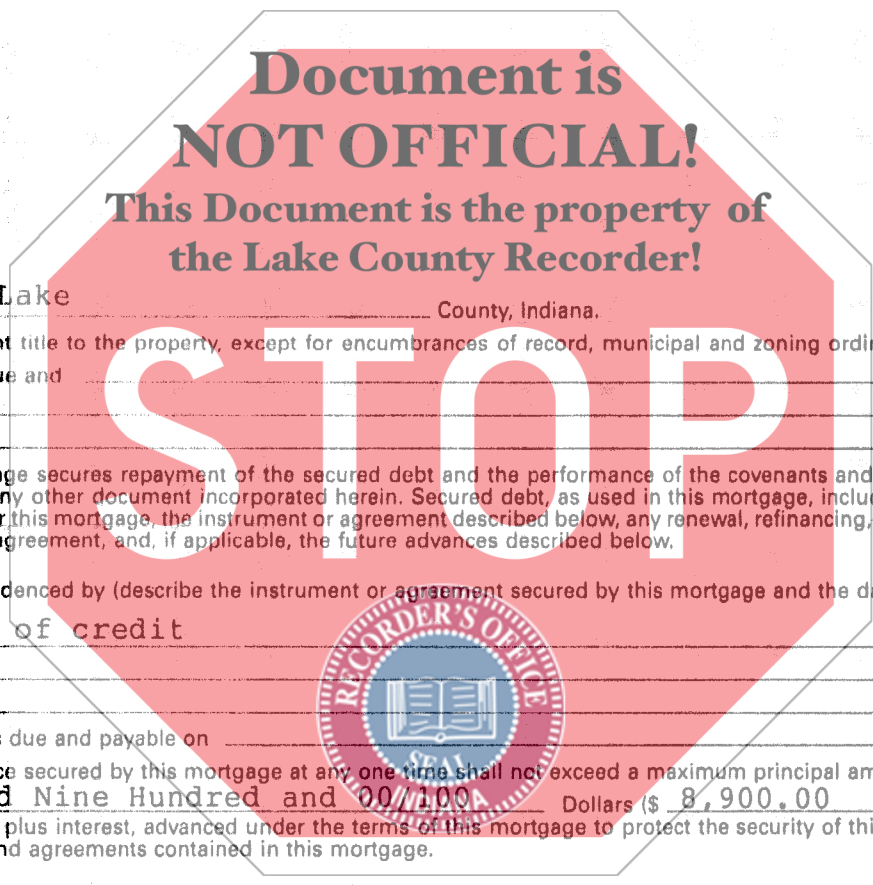 Document is
NOT OFFICIAL!
This Document is the property of
the Lake County Recorder!
Lake County, Indiana.
title to the property, except for encumbrances of record, municipal and zoning
and
STOP
secures repayment of the secured debt and the performance of the covenants and
other document incorporated herein. Secured debt, as used in this mortgage,
this mortgage, the instrument or agreement described below, any renewal, refinancing,
agreement, and, if applicable, the future advances described below.
by (describe the instrument or agreement secured by this mortgage and the
of credit
RECORDER'S OFFICE
SEAL
INDIANA
due and payable on
secured by this mortgage at any one time shall not exceed a maximum principal
Nine Hundred and 00/100 Dollars ($ 8,900.00
plus interest, advanced under the terms of this mortgage to protect the security of
agreements contained in this mortgage.